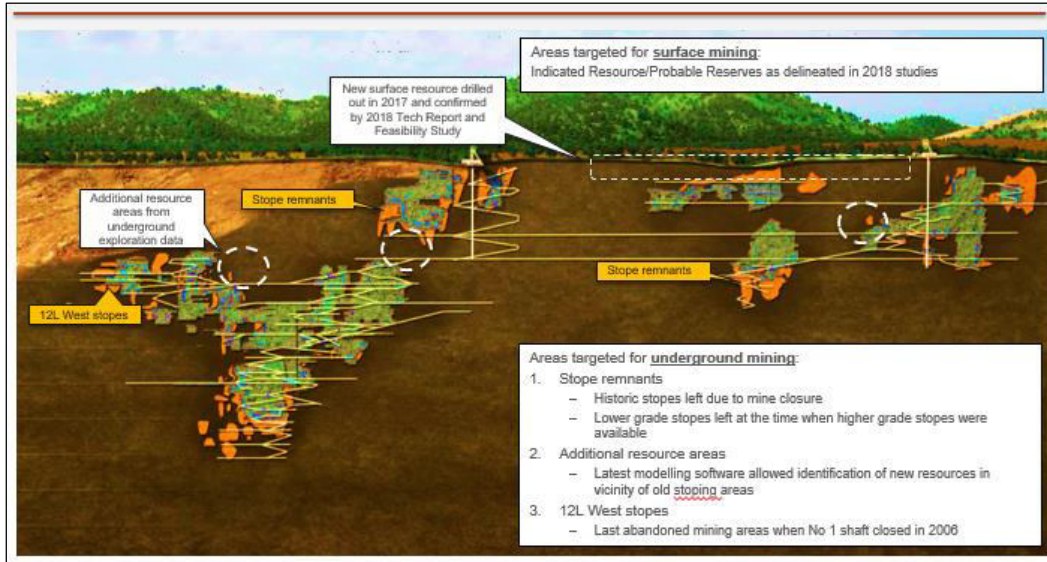 Areas targeted for surface mining:
Indicated Resource/Probable Reserves as delineated in 2018 studies
New surface resource drilled
out in 2017 and confirmed
by 2018 Tech Report and
Feasibility Study
Additional resource
areas from
underground
exploration data
Stope remnants
Stope remnants
12L West stopes
Areas targeted for underground mining:
1. Stope remnants
– Historic stopes left due to mine closure
– Lower grade stopes left at the time when higher grade stopes were
available
2. Additional resource areas
– Latest modelling software allowed identification of new resources in
vicinity of old stoping areas
3. 12L West stopes
– Last abandoned mining areas when No 1 shaft closed in 2006